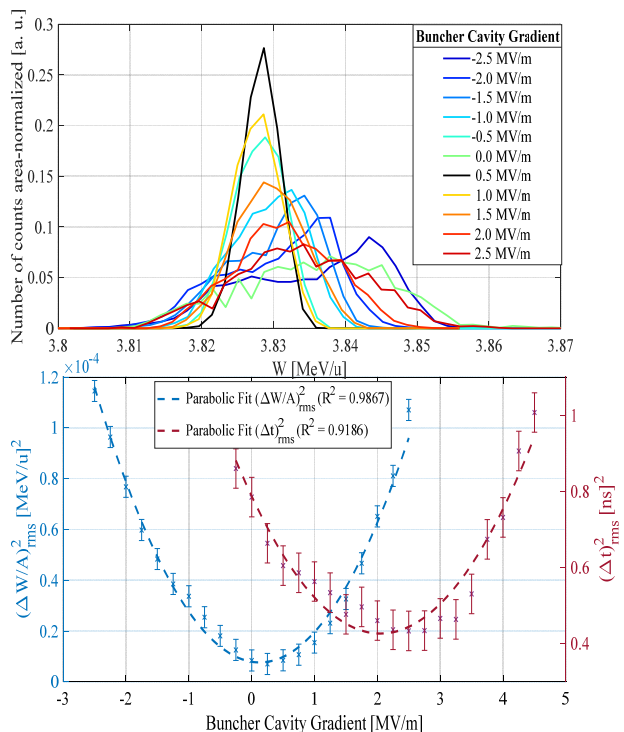 Number of counts area-normalized [a. u.]
0.3
0.25
0.2
0.15
0.1
0.05
0
3.8 3.81 3.82 3.83 3.84 3.85 3.86 3.87
W [MeV/u]
Buncher Cavity Gradient
-2.5 MV/m
-2.0 MV/m
-1.5 MV/m
-1.0 MV/m
-0.5 MV/m
0.0 MV/m
0.5 MV/m
1.0 MV/m
1.5 MV/m
2.0 MV/m
2.5 MV/m
×10⁻⁴
(ΔW/A)²rms [MeV/u]²
1.2
1
0.8
0.6
0.4
0.2
0
Parabolic Fit (ΔW/A)²rms (R² = 0.9867)
Parabolic Fit (Δt)²rms (R² = 0.9186)
1
0.8
0.6
0.4
(Δt)²rms [ns]²
-3 -2 -1 0 1 2 3 4 5
Buncher Cavity Gradient [MV/m]